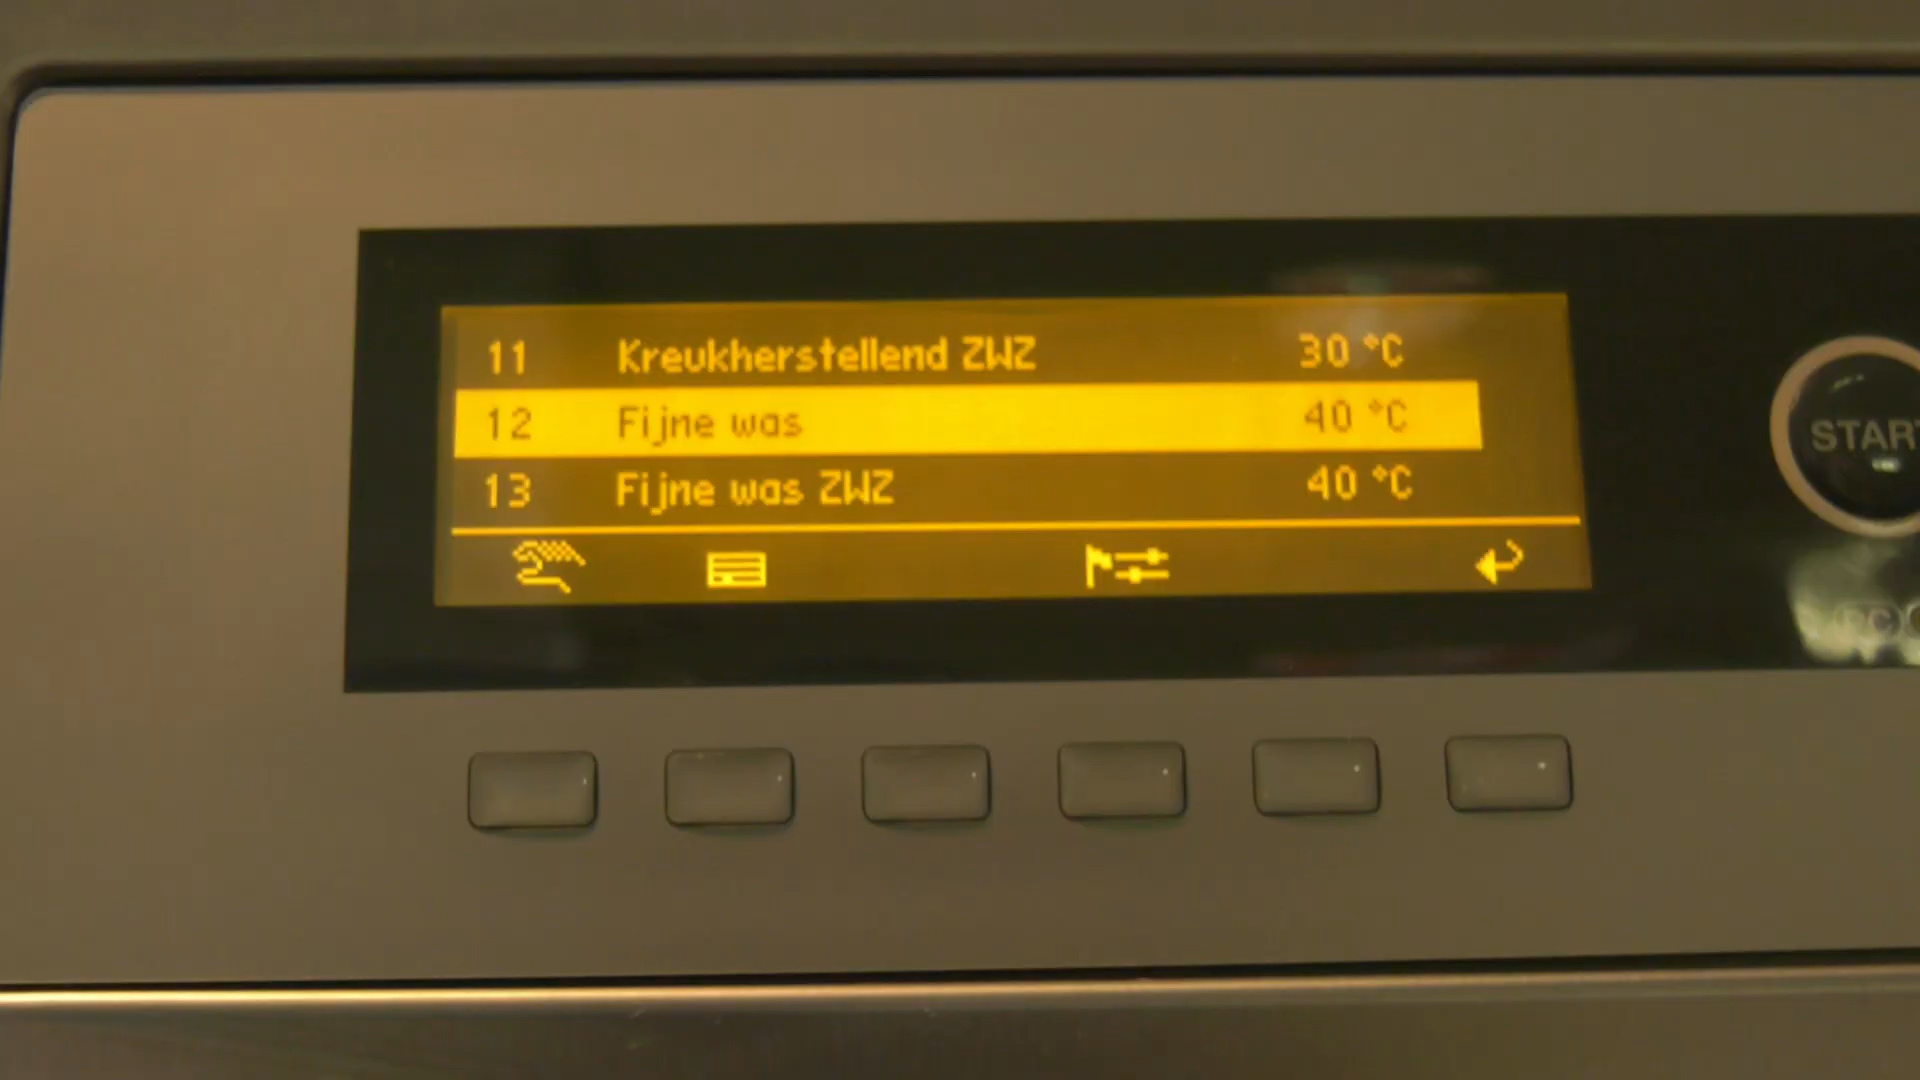 11 Kreukherstellend ZWZ 30 °C
12 Fijne was 40 °C
13 Fijne was ZWZ 40 °C
START